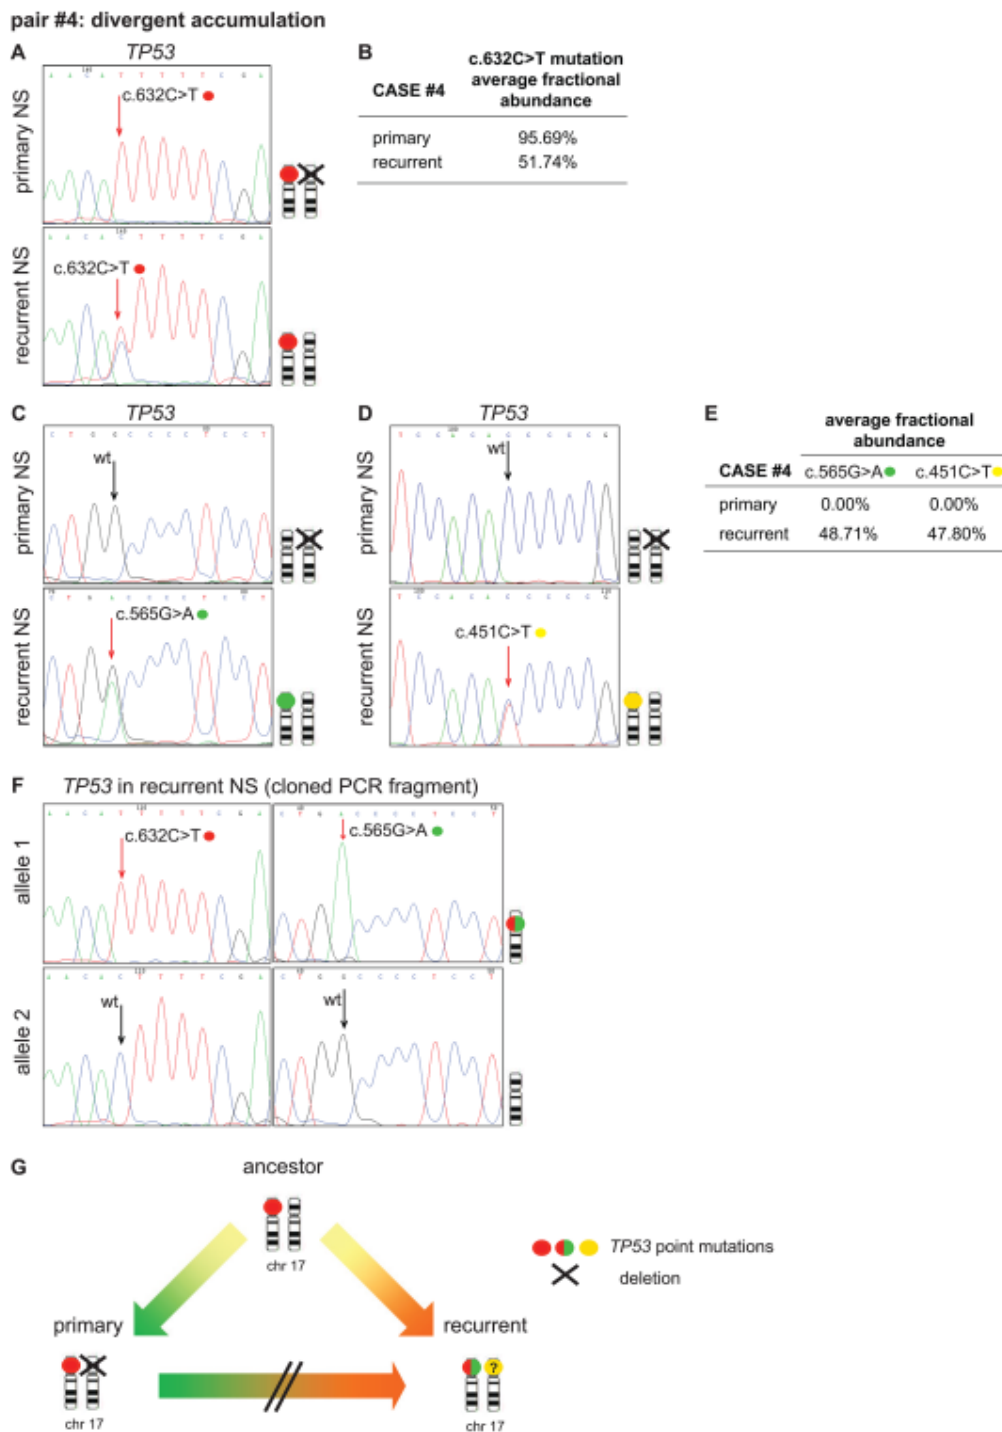 pair #4: divergent accumulation
A
TP53
A A C A T T T T T C G A
c.632C>T
primary NS
A A C A C T T T T C G A
c.632C>T
recurrent NS
B
c.632C>T mutation
average fractional
abundance
CASE #4
primary 95.69%
recurrent 51.74%
C
TP53
C T G G C C C C T C C T
wt
primary NS
C T G A C C C C T C C T
c.565G>A
recurrent NS
D
TP53
wt
primary NS
c.451C>T
recurrent NS
E
average fractional
abundance
CASE #4 c.565G>A c.451C>T
primary 0.00% 0.00%
recurrent 48.71% 47.80%
F
TP53 in recurrent NS (cloned PCR fragment)
A A C A T T T T T C G A
c.632C>T
C T G A C C C C T C C T
c.565G>A
allele 1
A A C A C T T T T C G A
wt
C T G G C C C C T C C T
wt
allele 2
G
ancestor
chr 17
TP53 point mutations
deletion
primary
recurrent
?
chr 17
chr 17